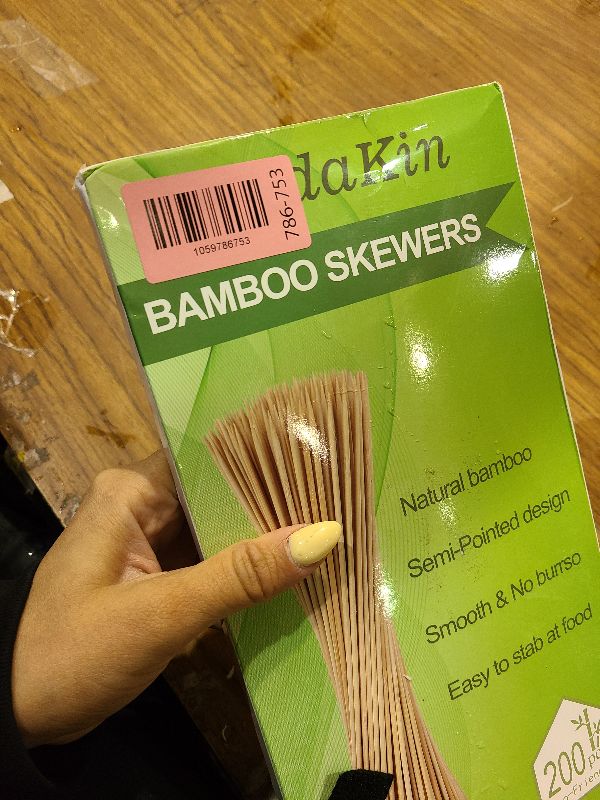 daKin
1059786753
786-753
BAMBOO SKEWERS
Natural bamboo
Semi-Pointed design
Smooth & No burrso
Easy to stab at food
200